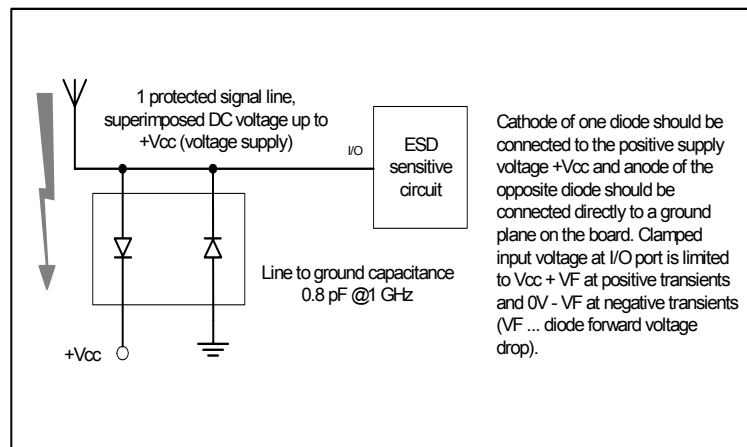 1 protected signal line,
superimposed DC voltage up to
+Vcc (voltage supply)
I/O
ESD
sensitive
circuit
Line to ground capacitance
0.8 pF @1 GHz
+Vcc
Cathode of one diode should be
connected to the positive supply
voltage +Vcc and anode of the
opposite diode should be
connected directly to a ground
plane on the board. Clamped
input voltage at I/O port is limited
to Vcc + VF at positive transients
and 0V - VF at negative transients
(VF ... diode forward voltage
drop).